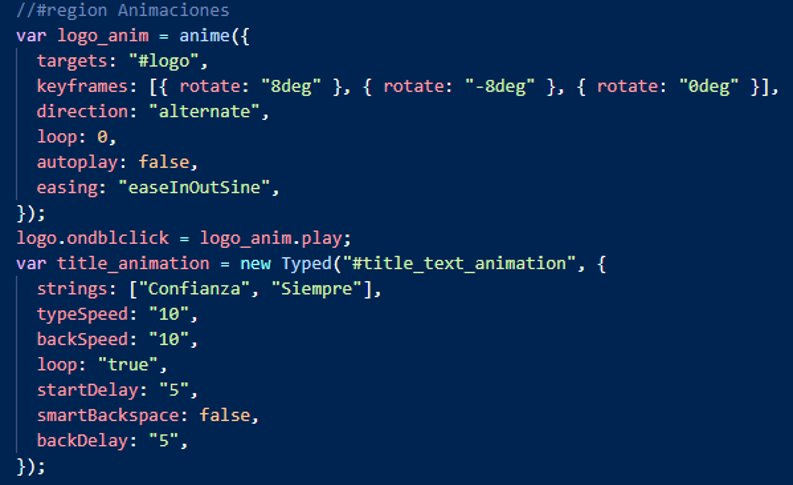 //#region Animaciones
var logo_anim = anime({
  targets: "#logo",
  keyframes: [{ rotate: "8deg" }, { rotate: "-8deg" }, { rotate: "0deg" }],
  direction: "alternate",
  loop: 0,
  autoplay: false,
  easing: "easeInOutSine",
});
logo.ondblclick = logo_anim.play;
var title_animation = new Typed("#title_text_animation", {
  strings: ["Confianza", "Siempre"],
  typeSpeed: "10",
  backSpeed: "10",
  loop: "true",
  startDelay: "5",
  smartBackspace: false,
  backDelay: "5",
});